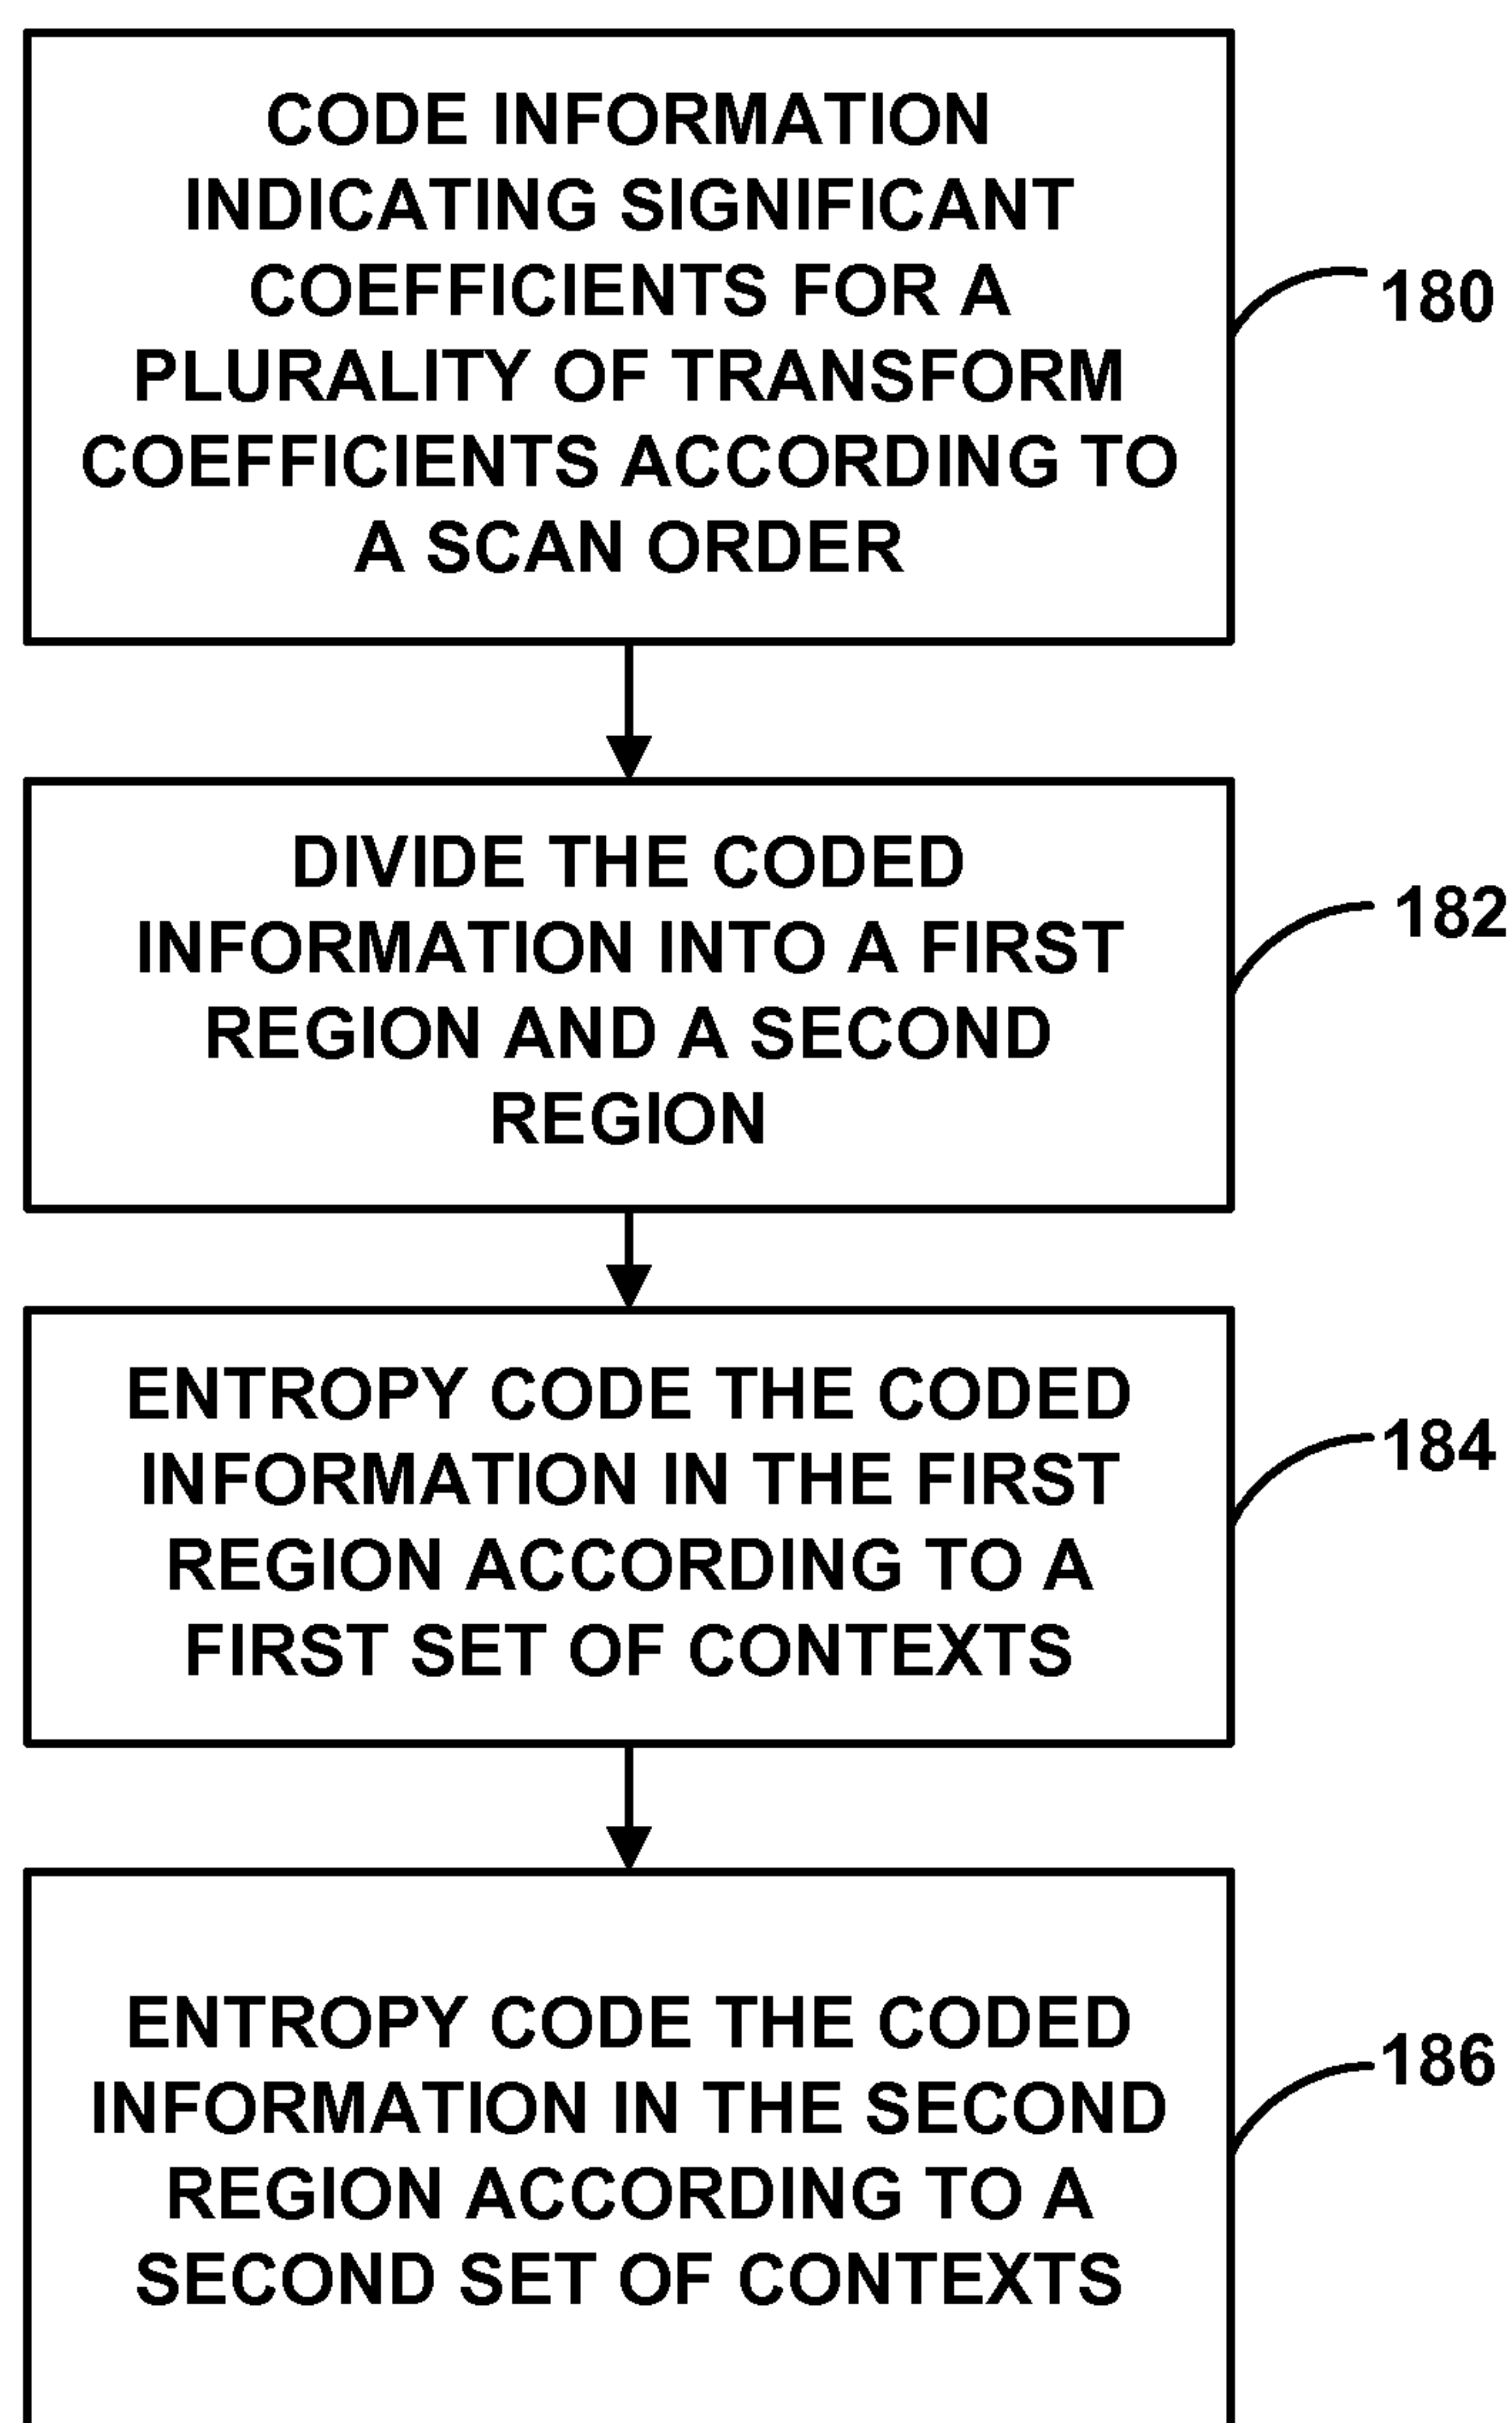 CODE INFORMATION
INDICATING SIGNIFICANT
COEFFICIENTS FOR A
PLURALITY OF TRANSFORM
COEFFICIENTS ACCORDING TO
A SCAN ORDER
180
DIVIDE THE CODED
INFORMATION INTO A FIRST
REGION AND A SECOND
REGION
182
ENTROPY CODE THE CODED
INFORMATION IN THE FIRST
REGION ACCORDING TO A
FIRST SET OF CONTEXTS
184
ENTROPY CODE THE CODED
INFORMATION IN THE SECOND
REGION ACCORDING TO A
SECOND SET OF CONTEXTS
186